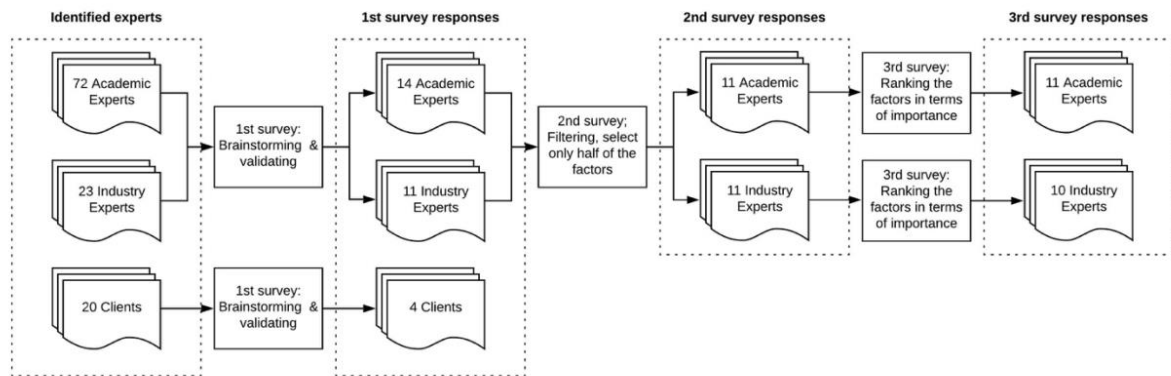 Identified experts
1st survey responses
2nd survey responses
3rd survey responses
72 Academic
Experts
23 Industry
Experts
20 Clients
1st survey:
Brainstorming &
validating
1st survey:
Brainstorming &
validating
14 Academic
Experts
11 Industry
Experts
4 Clients
2nd survey;
Filtering, select
only half of the
factors
11 Academic
Experts
11 Industry
Experts
3rd survey:
Ranking the
factors in terms
of importance
3rd survey:
Ranking the
factors in terms
of importance
11 Academic
Experts
10 Industry
Experts